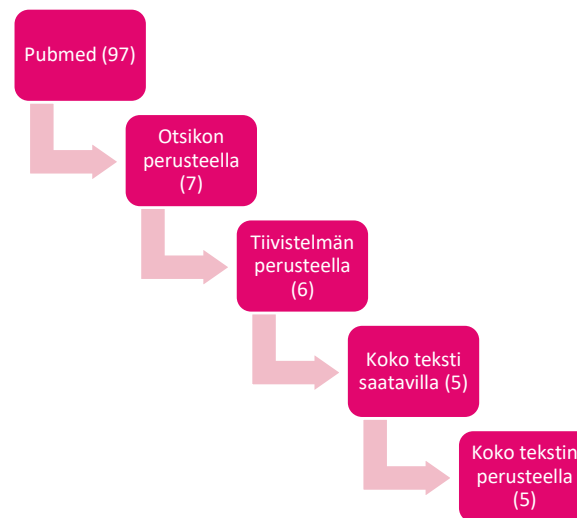 Pubmed (97)
Otsikon
perusteella
(7)
Tiivistelmän
perusteella
(6)
Koko teksti
saatavilla (5)
Koko tekstin
perusteella
(5)